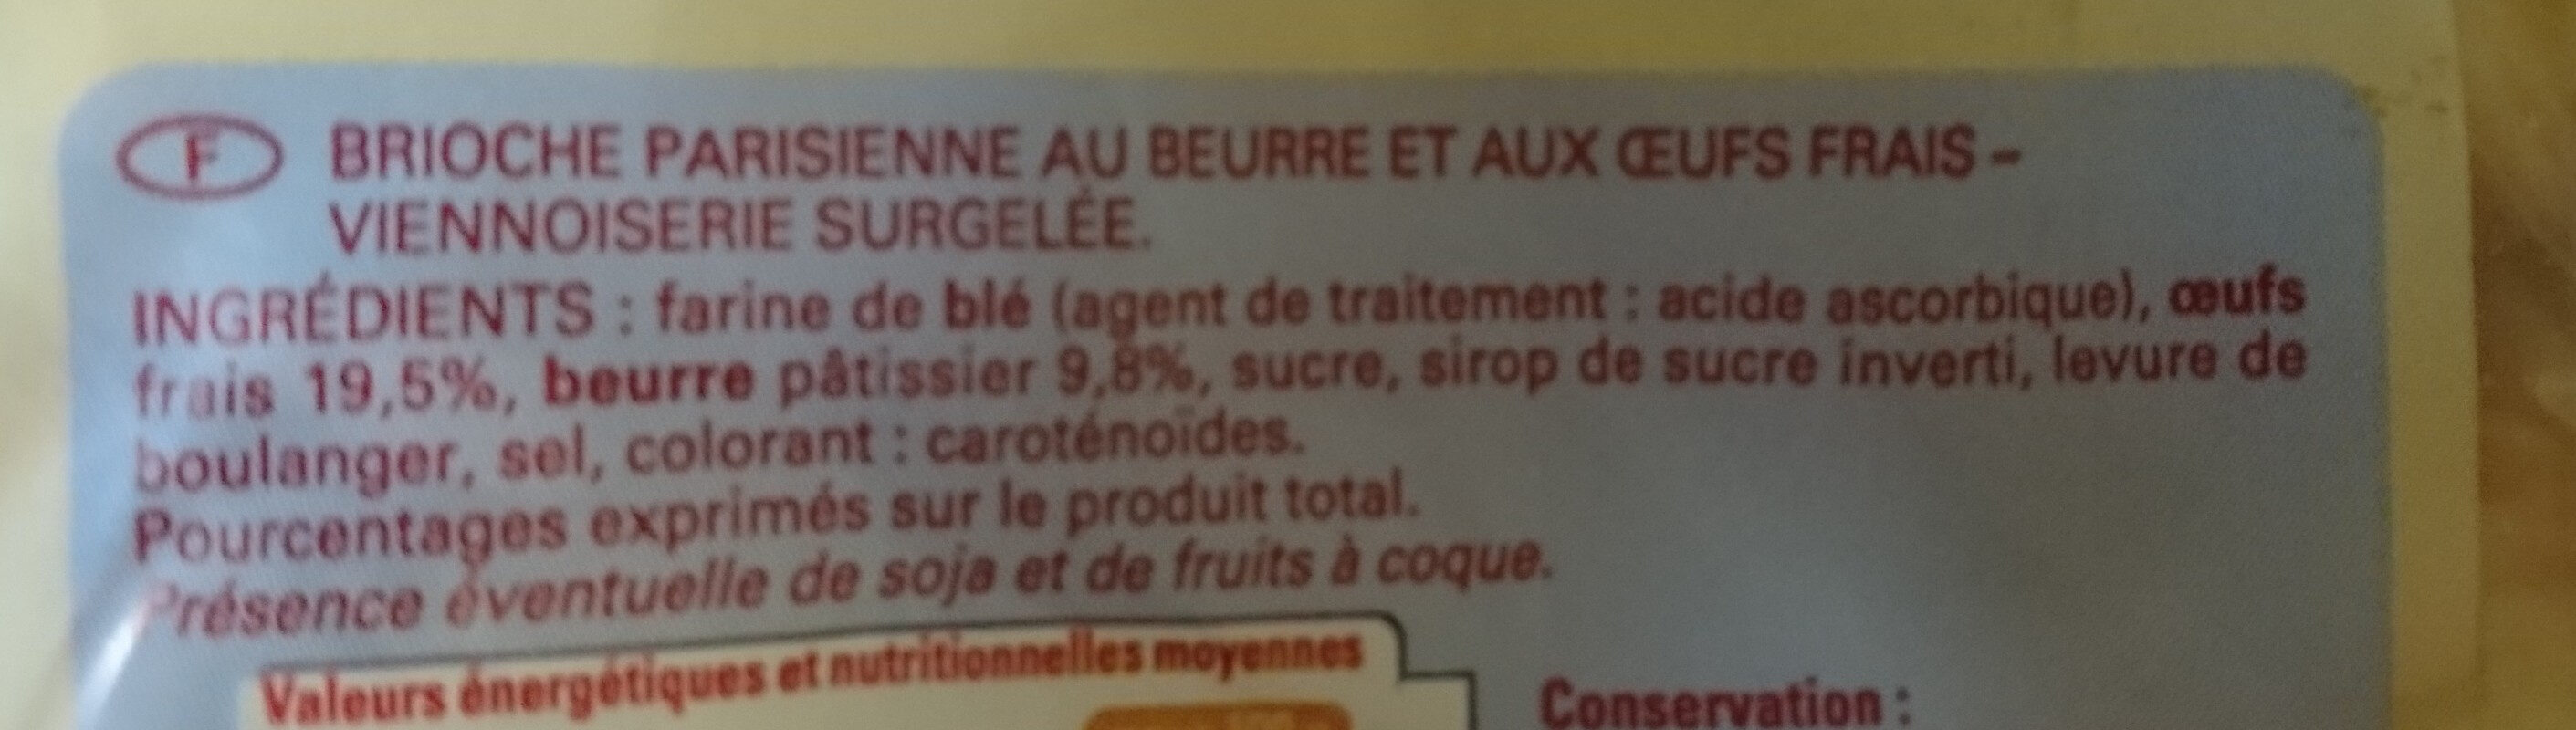 F BRIOCHE PARISIENNE AU BEURRE ET AUX ŒUFS FRAIS –
VIENNOISERIE SURGELÉE.
INGRÉDIENTS : farine de blé (agent de traitement : acide ascorbique), œufs
frais 19,5%, beurre pâtissier 9,8%, sucre, sirop de sucre inverti, levure de
boulanger, sel, colorant : caroténoïdes.
Pourcentages exprimés sur le produit total.
Présence éventuelle de soja et de fruits à coque.
Valeurs énergétiques et nutritionnelles moyennes
Conservation :